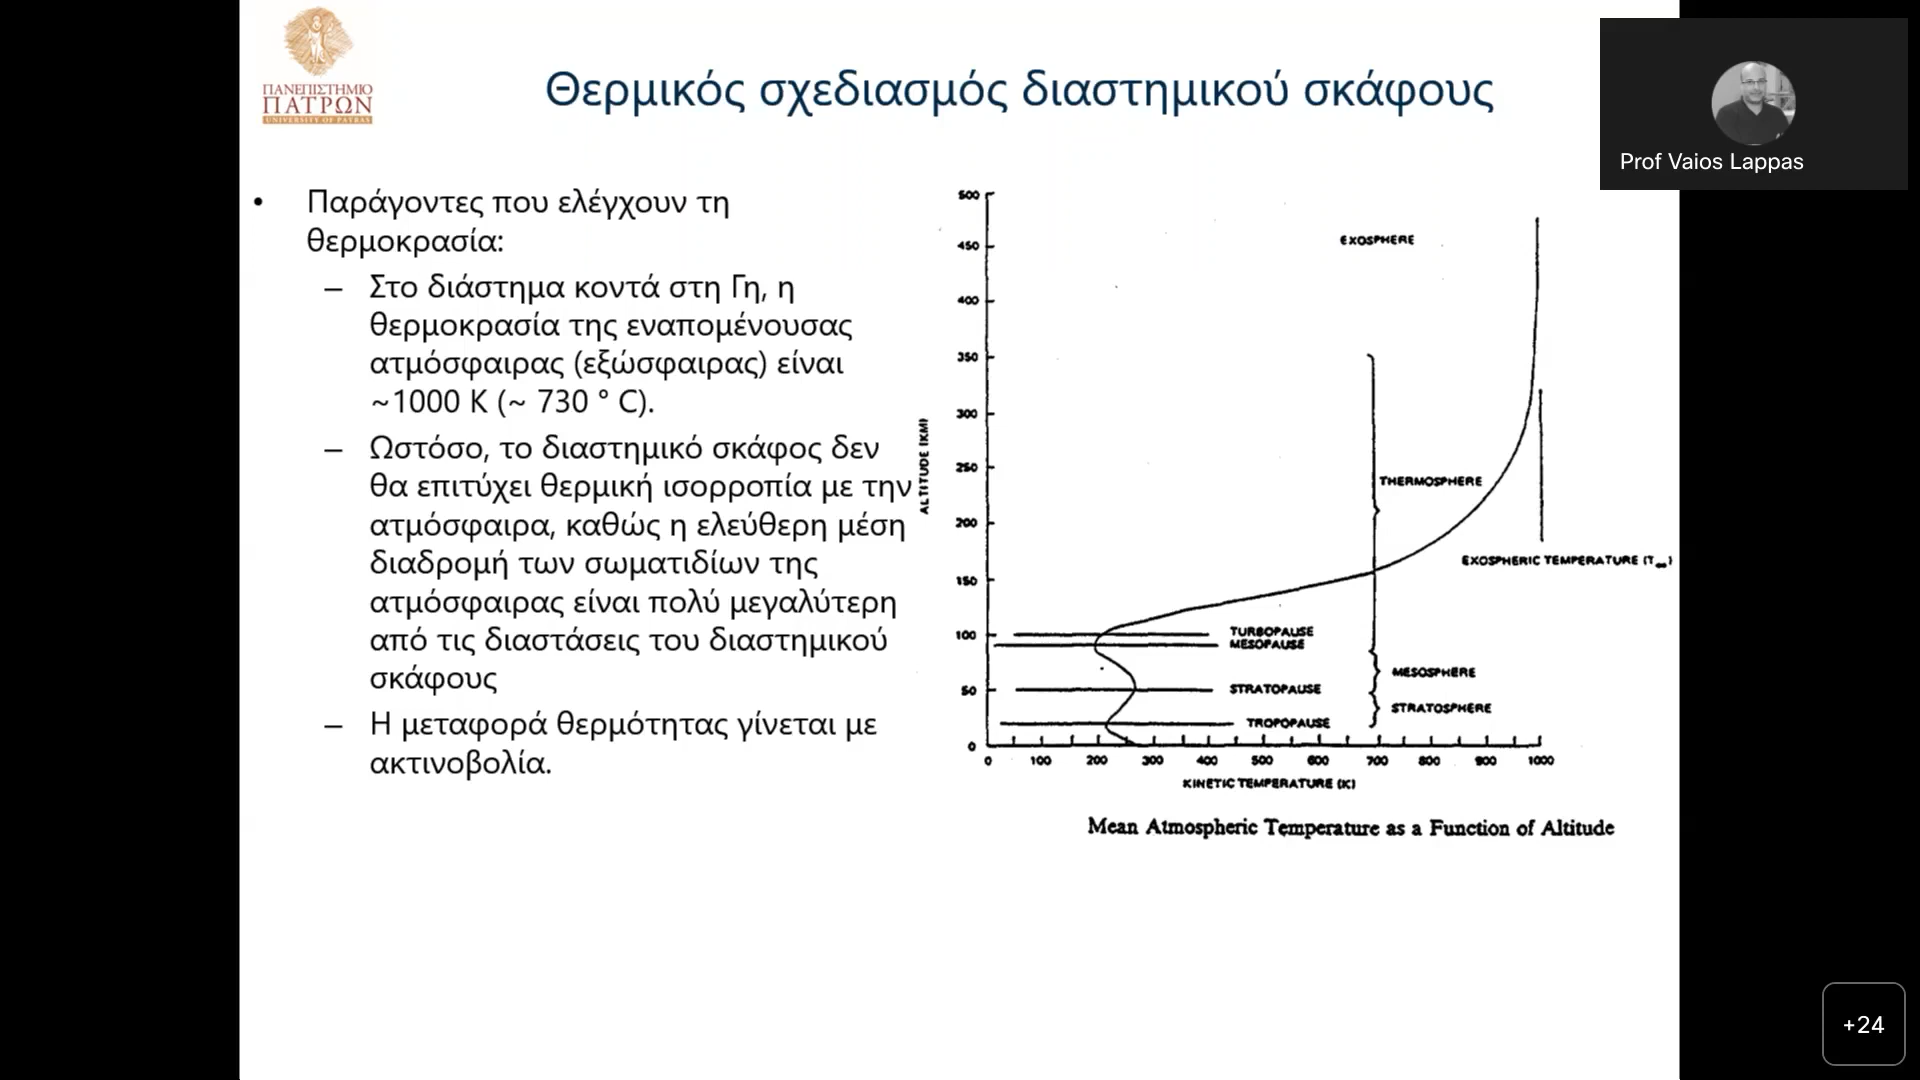 ΠΑΝΕΠΙΣΤΗΜΙΟ
ΠΑΤΡΩΝ
UNIVERSITY OF PATRAS
Θερμικός σχεδιασμός διαστημικού σκάφους
Prof Vaios Lappas
• Παράγοντες που ελέγχουν τη
θερμοκρασία:
– Στο διάστημα κοντά στη Γη, η
θερμοκρασία της εναπομένουσας
ατμόσφαιρας (εξώσφαιρας) είναι
~1000 K (~ 730 ° C).
– Ωστόσο, το διαστημικό σκάφος δεν
θα επιτύχει θερμική ισορροπία με την
ατμόσφαιρα, καθώς η ελεύθερη μέση
διαδρομή των σωματιδίων της
ατμόσφαιρας είναι πολύ μεγαλύτερη
από τις διαστάσεις του διαστημικού
σκάφους
– Η μεταφορά θερμότητας γίνεται με
ακτινοβολία.
ALTITUDE (KM)
500
450
400
350
300
250
200
150
100
50
0
EXOSPHERE
THERMOSPHERE
EXOSPHERIC TEMPERATURE (T∞)
TURBOPAUSE
MESOPAUSE
MESOSPHERE
STRATOPAUSE
STRATOSPHERE
TROPOPAUSE
0 100 200 300 400 500 600 700 800 900 1000
KINETIC TEMPERATURE (K)
Mean Atmospheric Temperature as a Function of Altitude
+24